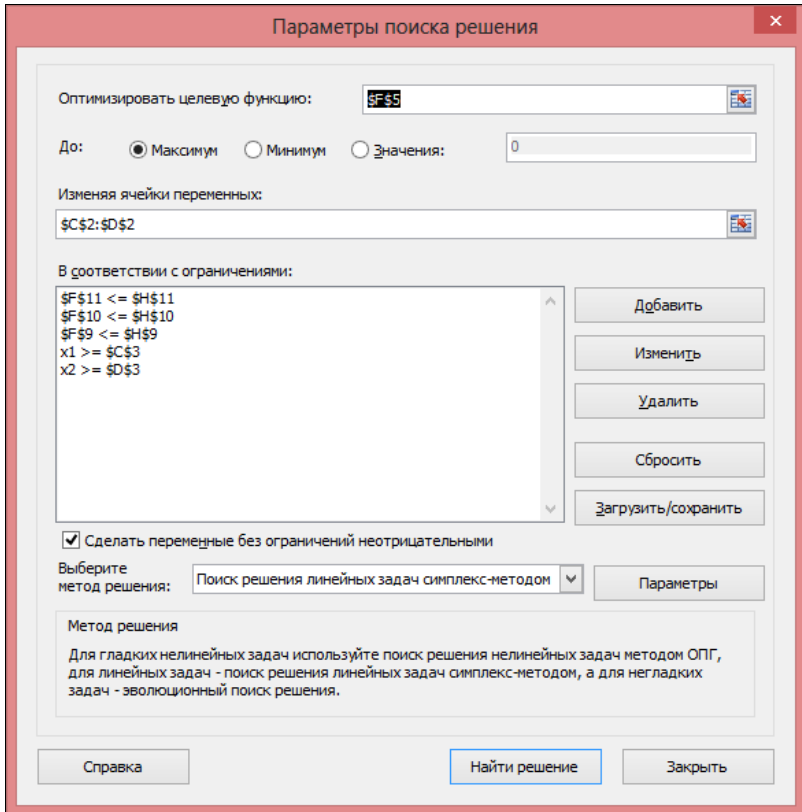 Параметры поиска решения
Оптимизировать целевую функцию: $F$5
До: Максимум Минимум Значения: 0
Изменяя ячейки переменных:
$C$2:$D$2
В соответствии с ограничениями:
$F$11 <= $H$11
$F$10 <= $H$10
$F$9 <= $H$9
x1 >= $C$3
x2 >= $D$3
Добавить
Изменить
Удалить
Сбросить
Загрузить/сохранить
Сделать переменные без ограничений неотрицательными
Выберите
метод решения:
Поиск решения линейных задач симплекс-методом
Параметры
Метод решения
Для гладких нелинейных задач используйте поиск решения нелинейных задач методом ОПГ,
для линейных задач - поиск решения линейных задач симплекс-методом, а для негладких
задач - эволюционный поиск решения.
Справка Найти решение Закрыть